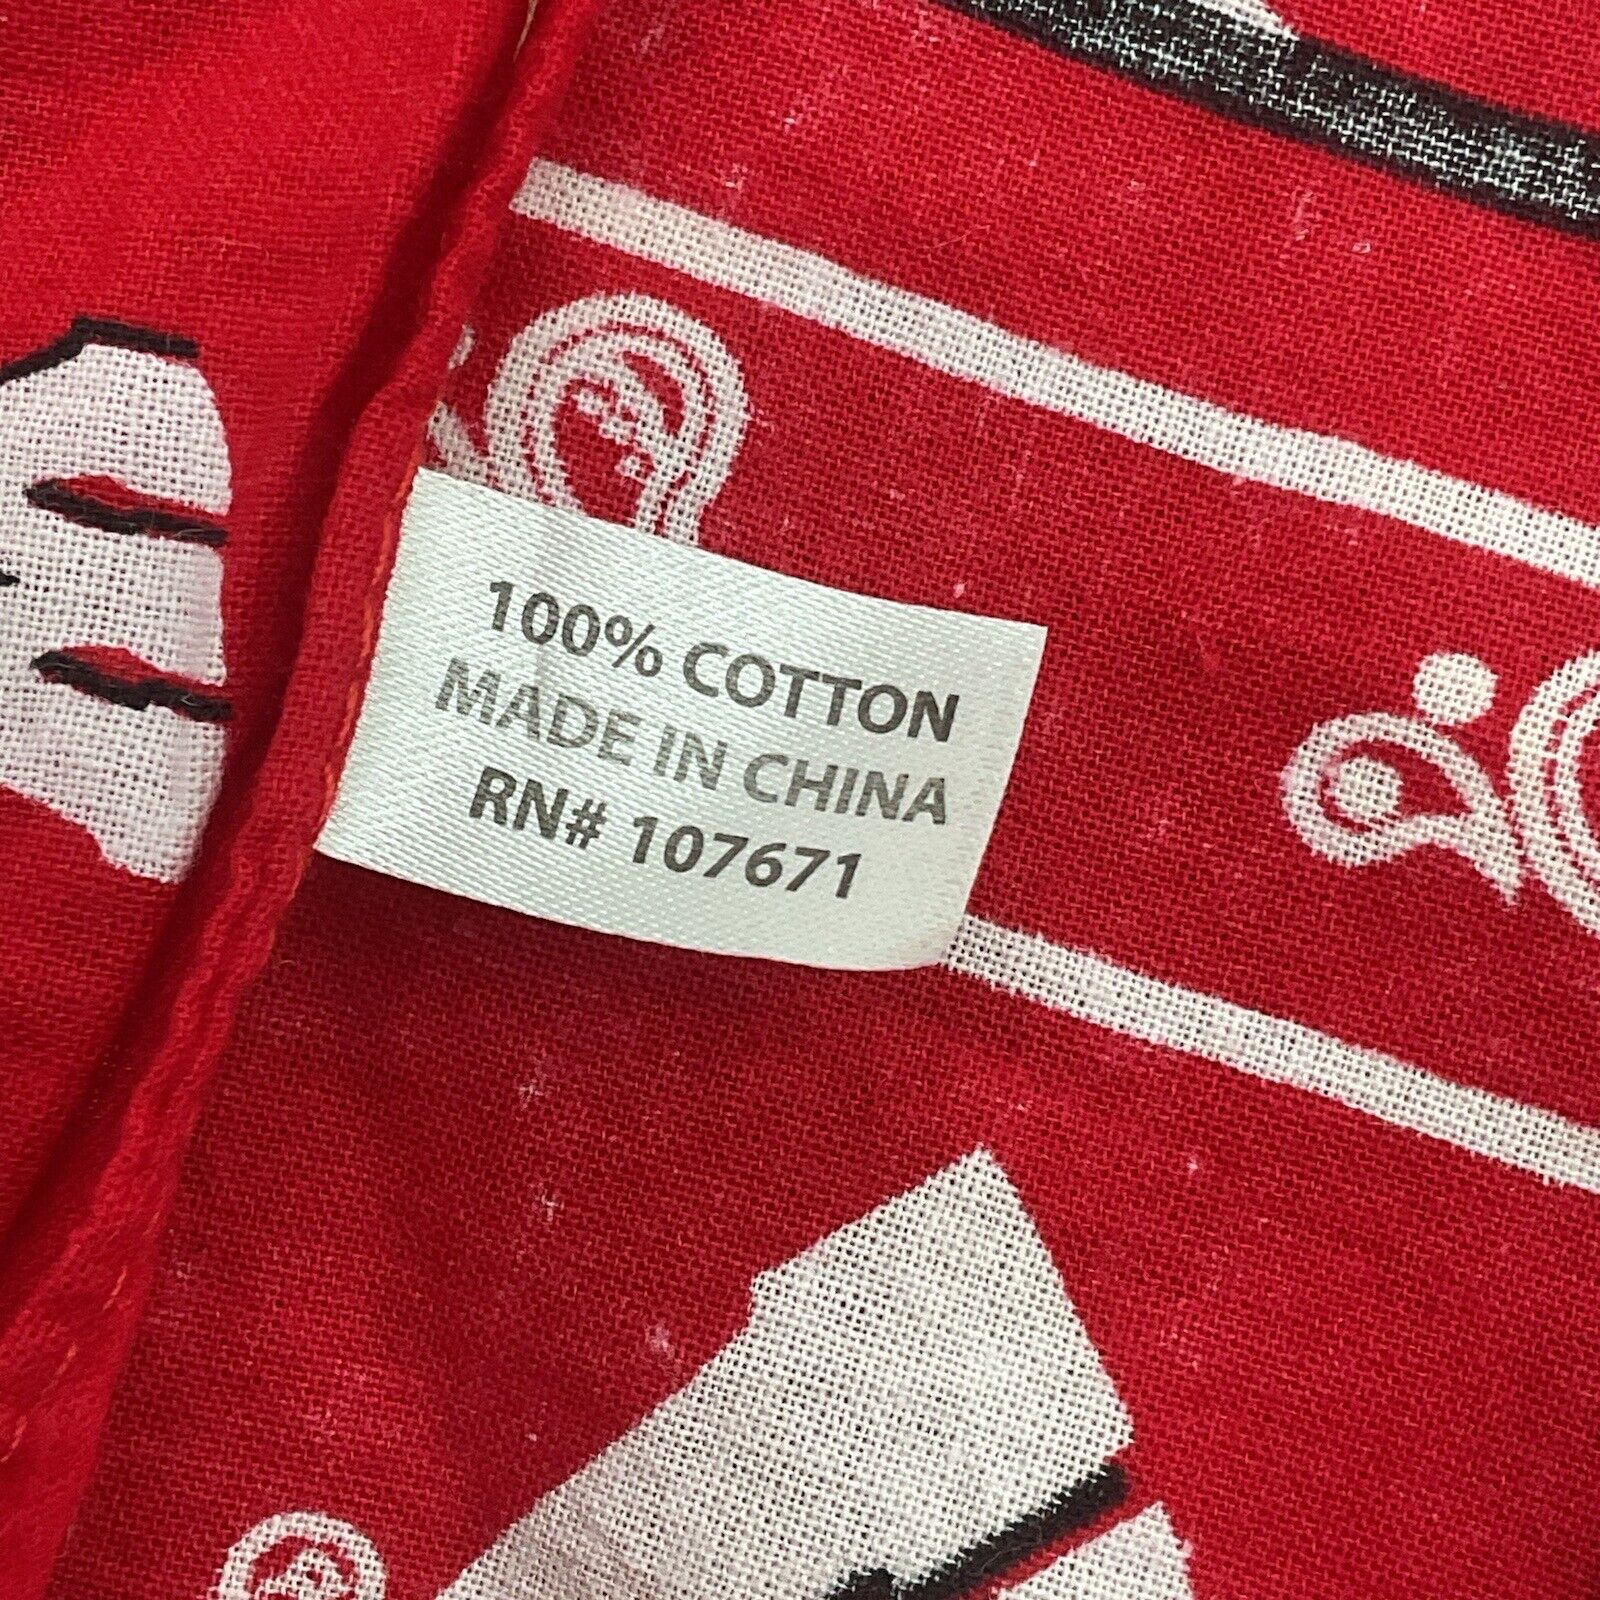 100% COTTON
MADE IN CHINA
RN# 107671